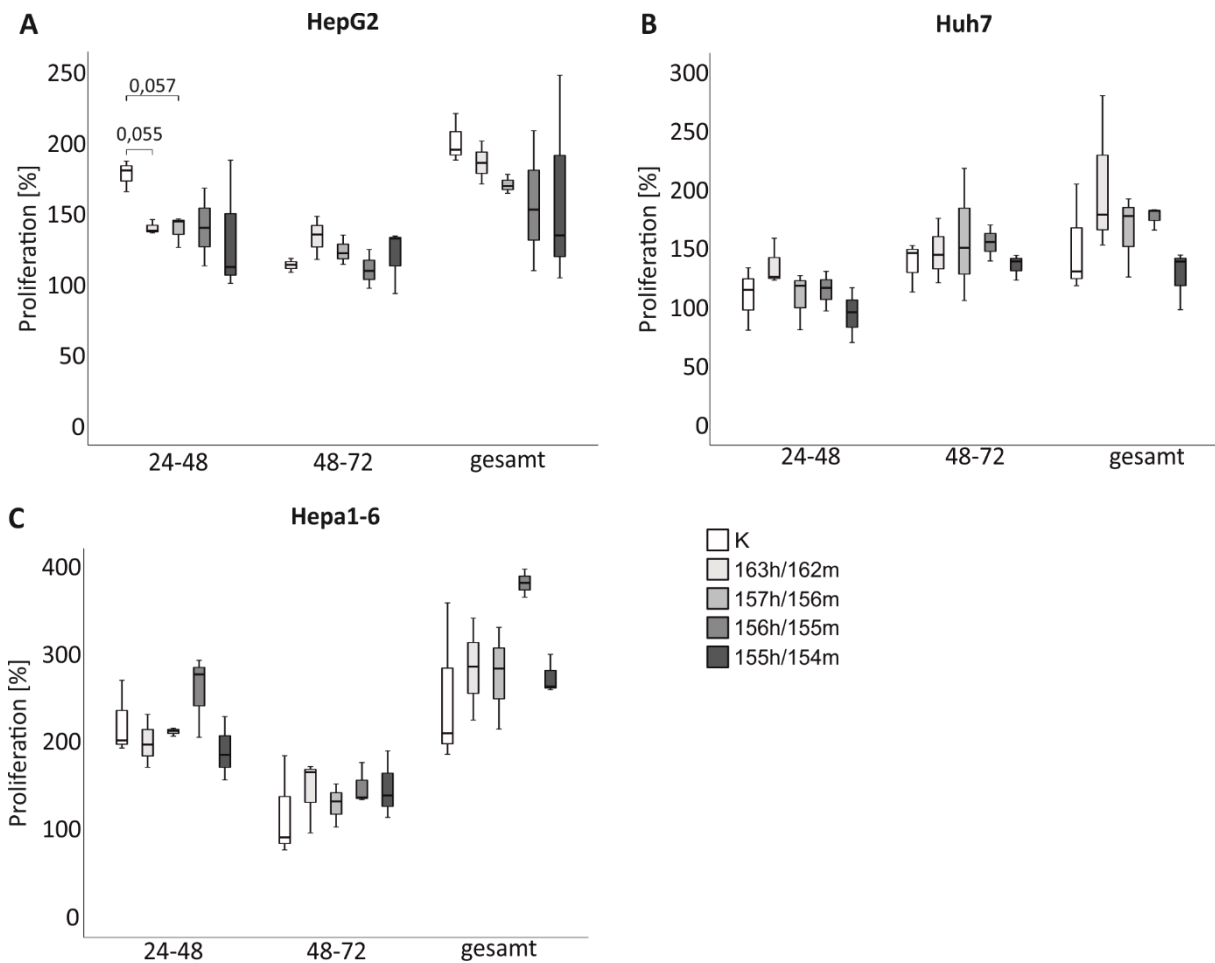 A
HepG2
Proliferation [%]
250
200
150
100
50
0
0,057
0,055
24-48
48-72
gesamt
B
Huh7
Proliferation [%]
300
250
200
150
100
50
0
24-48
48-72
gesamt
C
Hepa1-6
Proliferation [%]
400
300
200
100
0
24-48
48-72
gesamt
K
163h/162m
157h/156m
156h/155m
155h/154m